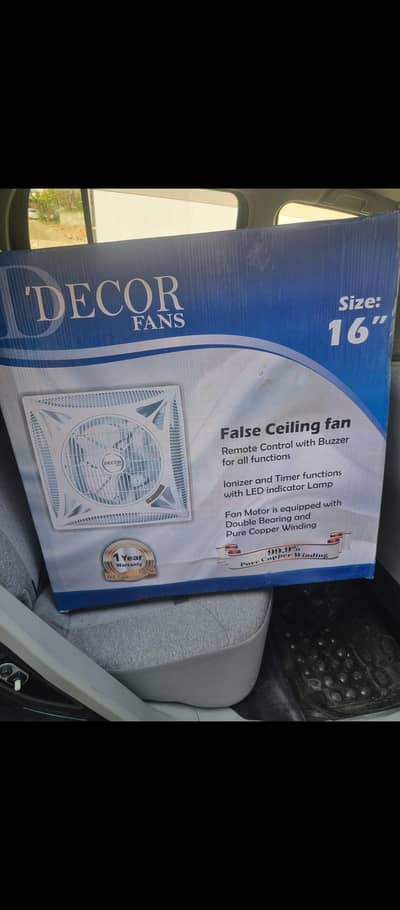 'DECOR
FANS
Size:
16”
DECOR
False Ceiling fan
Remote Control with Buzzer
for all functions
Ionizer and Timer functions
with LED indicator Lamp
Fan Motor is equipped with
Double Bearing and
Pure Copper Winding
1 Year
Warranty
99.9%
Pure Copper Winding